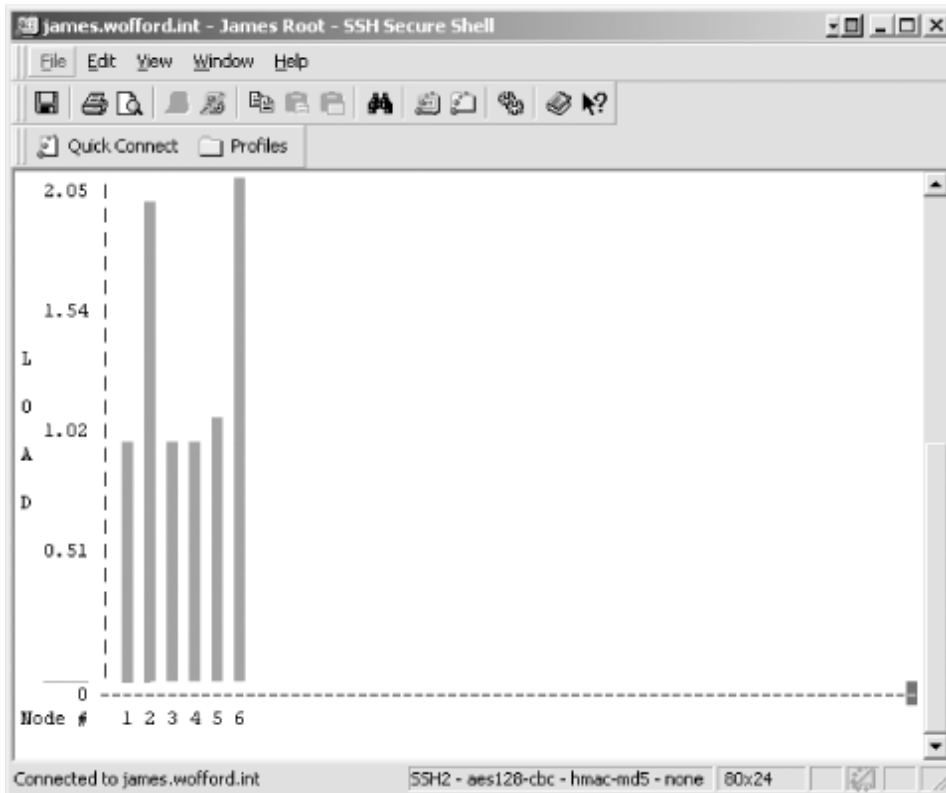 james.wofford.int - James Root - SSH Secure Shell
File Edit View Window Help
Quick Connect Profiles
2.05
1.54
L
O
1.02
A
D
0.51
0
Node # 1 2 3 4 5 6
Connected to james.wofford.int SSH2 - aes128-cbc - hmac-md5 - none 80x24